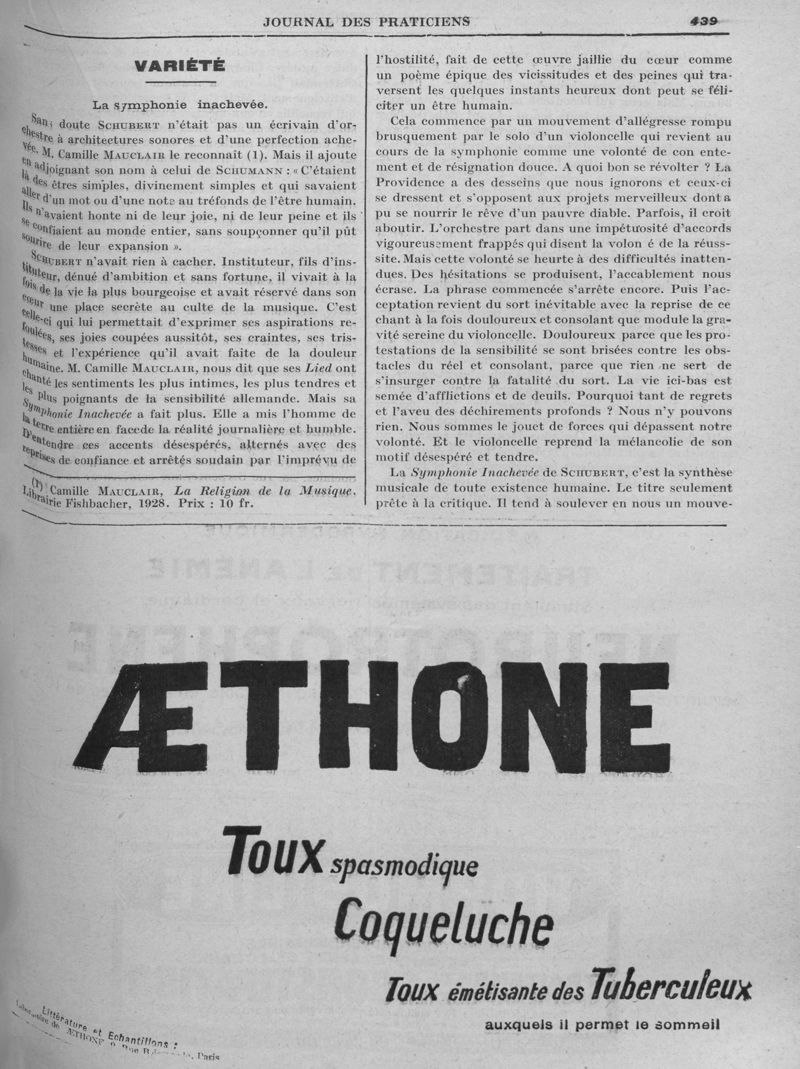 JOURNAL DES PRATICIENS 439
VARIÉTÉ
La symphonie inachevée.
Sans doute SCHUBERT n'était pas un écrivain d'or-
chestre à architectures sonores et d'une perfection ache-
vée. M. Camille MAUCLAIR le reconnaît (1). Mais il ajoute
en adjoignant son nom à celui de SCHUMANN : « C'étaient
là des êtres simples, divinement simples et qui savaient
aller d'un mot ou d'une note au tréfonds de l'être humain.
Ils n'avaient honte ni de leur joie, ni de leur peine et ils
se confiaient au monde entier, sans soupçonner qu'il pût
sourire de leur expansion ».
SCHUBERT n'avait rien à cacher. Instituteur, fils d'ins-
tituteur, dénué d'ambition et sans fortune, il vivait à la
fois de la vie la plus bourgeoise et avait réservé dans son
cœur une place secrète au culte de la musique. C'est
celle-ci qui lui permettait d'exprimer ses aspirations re-
foulées, ses joies coupées aussitôt, ses craintes, ses tris-
tesses et l'expérience qu'il avait faite de la douleur
humaine. M. Camille MAUCLAIR, nous dit que ses Lied ont
chanté les sentiments les plus intimes, les plus tendres et
les plus poignants de la sensibilité allemande. Mais sa
Symphonie Inachevée a fait plus. Elle a mis l'homme de
la terre entière en face de la réalité journalière et humble.
D'entendre ces accents désespérés, alternés avec des
reprises de confiance et arrêtés soudain par l'imprévu de
(1) Camille MAUCLAIR, La Religion de la Musique,
Librairie Fishbacher, 1928. Prix : 10 fr.
l'hostilité, fait de cette œuvre jaillie du cœur comme
un poème épique des vicissitudes et des peines qui tra-
versent les quelques instants heureux dont peut se féli-
citer un être humain.
Cela commence par un mouvement d'allégresse rompu
brusquement par le solo d'un violoncelle qui revient au
cours de la symphonie comme une volonté de con ente-
ment et de résignation douce. A quoi bon se révolter ? La
Providence a des desseins que nous ignorons et ceux-ci
se dressent et s'opposent aux projets merveilleux dont a
pu se nourrir le rêve d'un pauvre diable. Parfois, il croit
aboutir. L'orchestre part dans une impétuosité d'accords
vigoureusement frappés qui disent la volon é de la réus-
site. Mais cette volonté se heurte à des difficultés inatten-
dues. Des hésitations se produisent, l'accablement nous
écrase. La phrase commencée s'arrête encore. Puis l'ac-
ceptation revient du sort inévitable avec la reprise de ce
chant à la fois douloureux et consolant que module la gra-
vité sereine du violoncelle. Douloureux parce que les pro-
testations de la sensibilité se sont brisées contre les obs-
tacles du réel et consolant, parce que rien ne sert de
s'insurger contre la fatalité du sort. La vie ici-bas est
semée d'afflictions et de deuils. Pourquoi tant de regrets
et l'aveu des déchirements profonds ? Nous n'y pouvons
rien. Nous sommes le jouet de forces qui dépassent notre
volonté. Et le violoncelle reprend la mélancolie de son
motif désespéré et tendre.
La Symphonie Inachevée de SCHUBERT, c'est la synthèse
musicale de toute existence humaine. Le titre seulement
prête à la critique. Il tend à soulever en nous un mouve-
ÆTHONE
Toux spasmodique
Coqueluche
Toux émétisante des Tuberculeux
auxquels il permet le sommeil
Littérature et Echantillons :
de l'ÆTHONE Paris